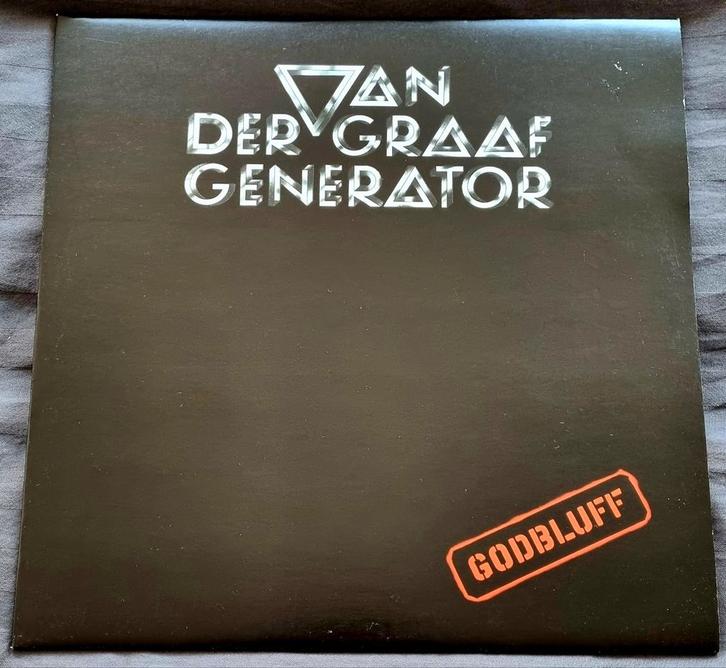 VAN
DER GRAAF
GENERATOR
GODBLUFF